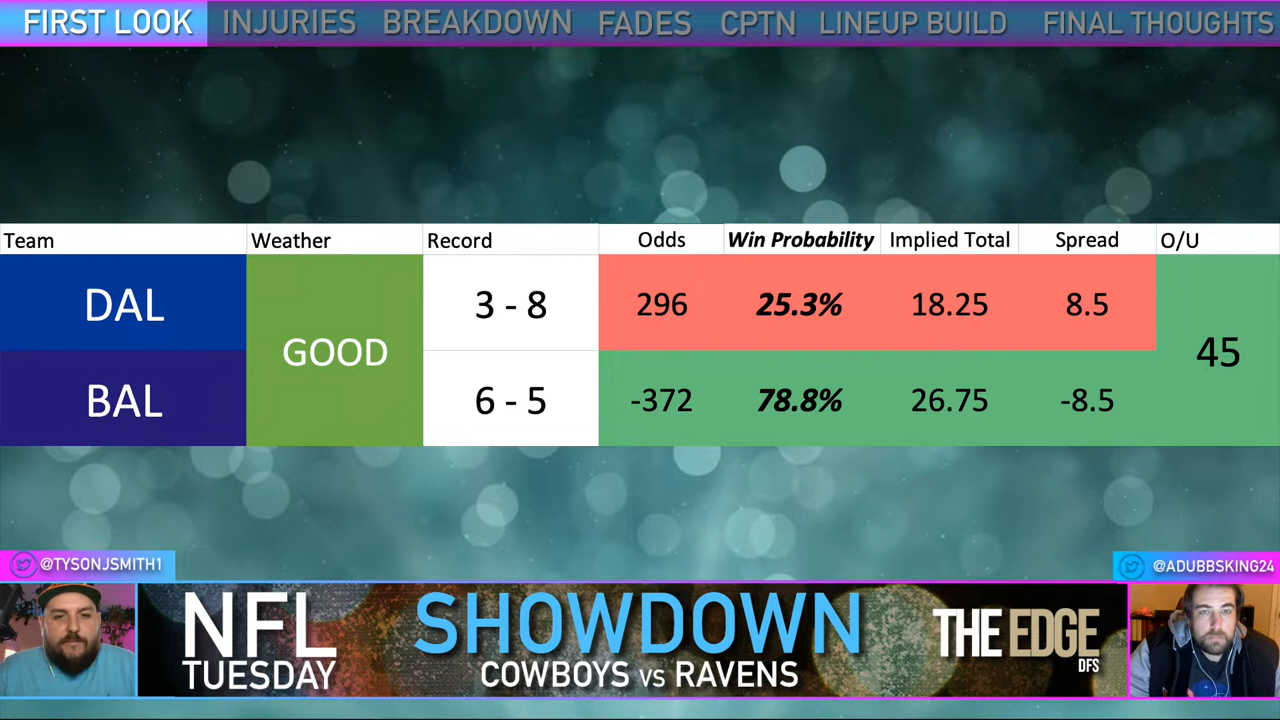 FIRST LOOK INJURIES BREAKDOWN FADES CPTN LINEUP BUILD FINAL THOUGHTS
Team Weather Record Odds Win Probability Implied Total Spread O/U
DAL GOOD 3 - 8 296 25.3% 18.25 8.5 45
BAL 6 - 5 -372 78.8% 26.75 -8.5
@TYSONJSMITH1
@ADUBBSKING24
NFL
TUESDAY
SHOWDOWN
COWBOYS VS RAVENS
THE EDGE
DFS